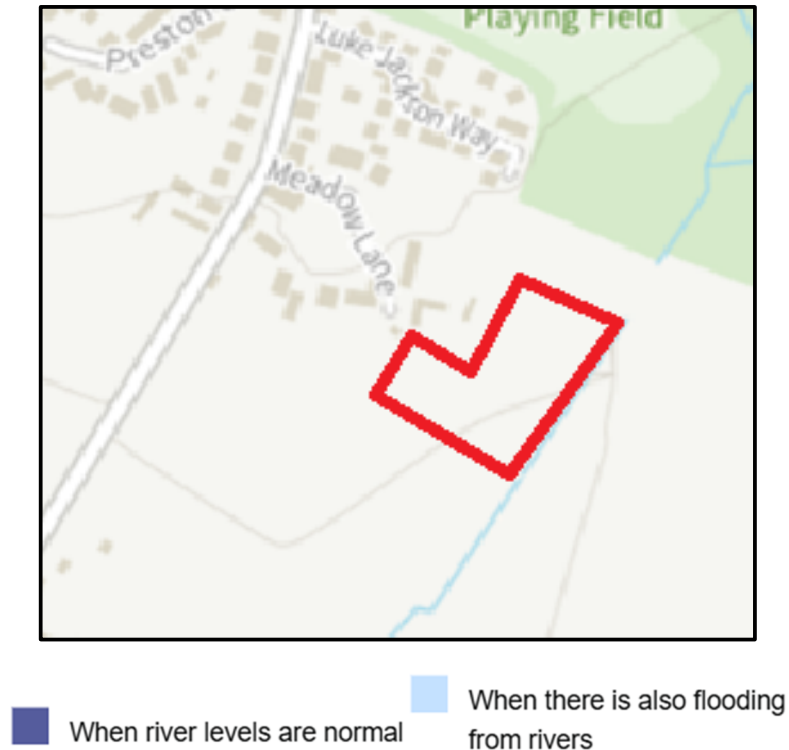 Playing Field
Preston
Luke Jackson Way
Meadow Lane
When river levels are normal
When there is also flooding
from rivers